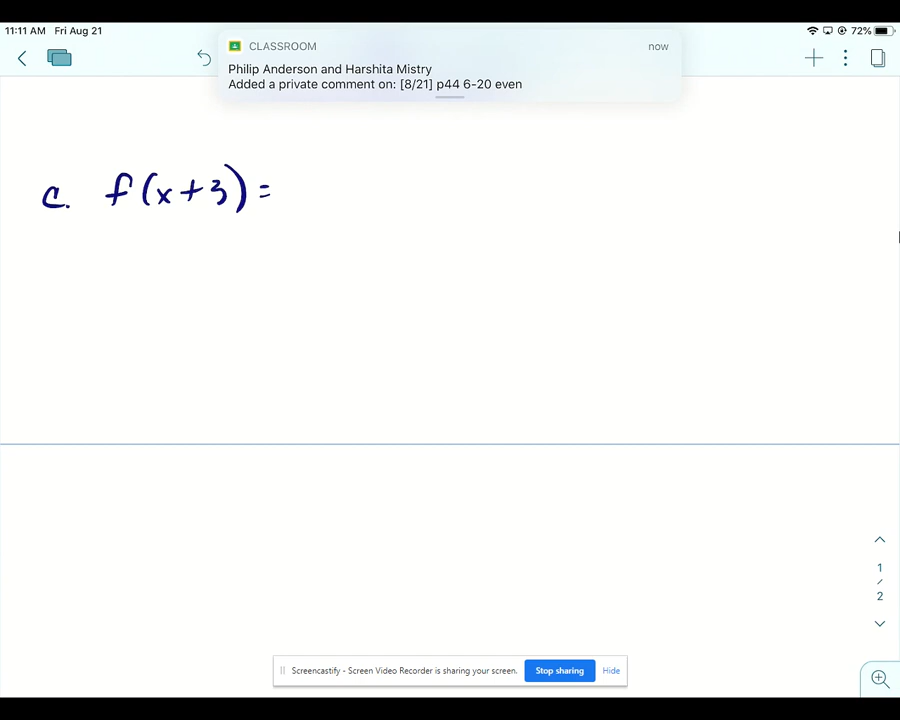 11:11 AM Fri Aug 21
72%
CLASSROOM
now
Philip Anderson and Harshita Mistry
Added a private comment on: [8/21] p44 6-20 even
c. f(x+3)=
1
/
2
Screencastify - Screen Video Recorder is sharing your screen.
Stop sharing
Hide